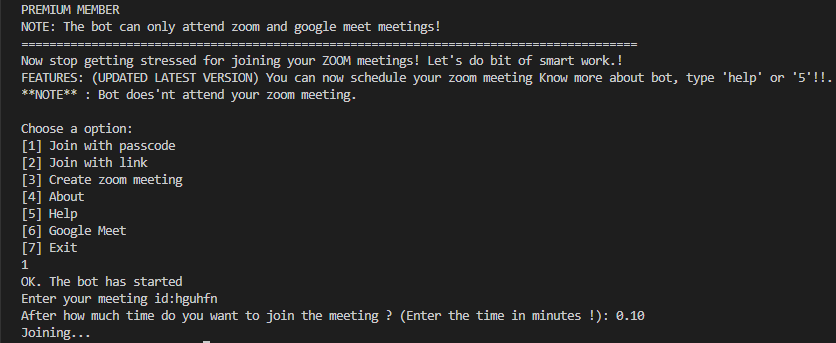 PREMIUM MEMBER
NOTE: The bot can only attend zoom and google meet meetings!
========================================================================================
Now stop getting stressed for joining your ZOOM meetings! Let's do bit of smart work.!
FEATURES: (UPDATED LATEST VERSION) You can now schedule your zoom meeting Know more about bot, type 'help' or '5'!!.
**NOTE** : Bot does'nt attend your zoom meeting.
Choose a option:
[1] Join with passcode
[2] Join with link
[3] Create zoom meeting
[4] About
[5] Help
[6] Google Meet
[7] Exit
1
OK. The bot has started
Enter your meeting id:hguhfn
After how much time do you want to join the meeting ? (Enter the time in minutes !): 0.10
Joining...